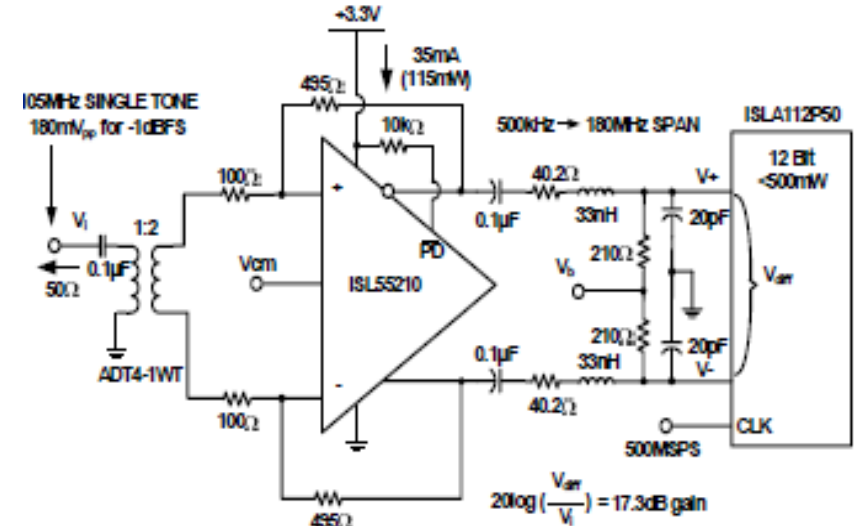 +3.3V
35mA
(115mW)
495Ω
ISLA112P50
105MHz SINGLE TONE
180mVpp for -1dBFS
10kΩ
500kHz → 180MHz SPAN
12 Bit
<500mW
100Ω
40.2Ω
V+
+
Vi
1:2
0.1µF
33nH
20pF
PD
210Ω
0.1µF
50Ω
Vcm
ISL55210
Vb
Vdiff
210Ω
20pF
ADT4-1WT
0.1µF
33nH
V-
-
100Ω
40.2Ω
CLK
500MSPS
495Ω
20log (Vdiff/Vi) = 17.3dB gain